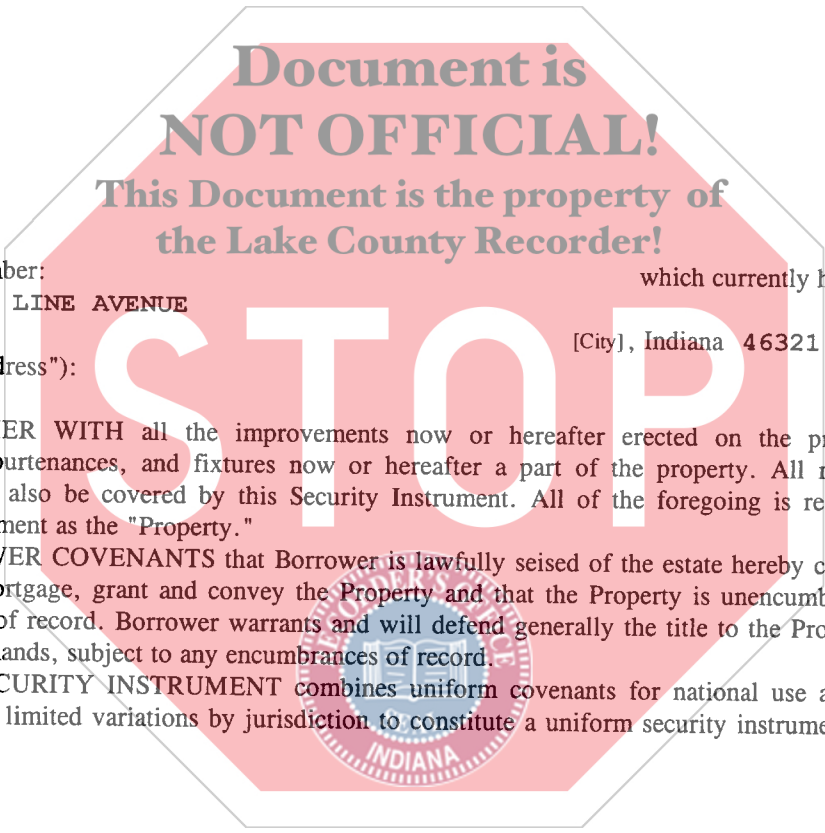 Document is
NOT OFFICIAL!
This Document is the property of
the Lake County Recorder!
ber:
which currently h
LINE AVENUE
[City], Indiana 46321
dress"):
STOP
ER WITH all the improvements now or hereafter erected on the pr
purtenances, and fixtures now or hereafter a part of the property. All r
also be covered by this Security Instrument. All of the foregoing is re
ment as the "Property."
ER COVENANTS that Borrower is lawfully seised of the estate hereby c
ortgage, grant and convey the Property and that the Property is unencumb
of record. Borrower warrants and will defend generally the title to the Pro
ands, subject to any encumbrances of record.
CURITY INSTRUMENT combines uniform covenants for national use a
limited variations by jurisdiction to constitute a uniform security instrume
RECORDER'S OFFICE
INDIANA